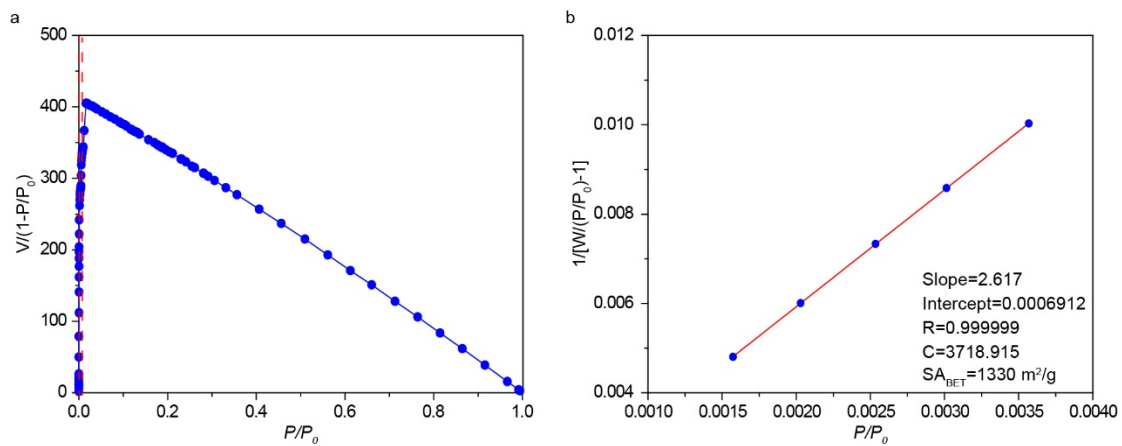 a
500
400
300
200
100
0
V/(1-P/P₀)
0.0 0.2 0.4 0.6 0.8 1.0
P/P₀
b
0.012
0.010
0.008
0.006
0.004
1/[W/(P/P₀)-1]
Slope=2.617
Intercept=0.0006912
R=0.999999
C=3718.915
SA_BET=1330 m²/g
0.0010 0.0015 0.0020 0.0025 0.0030 0.0035 0.0040
P/P₀